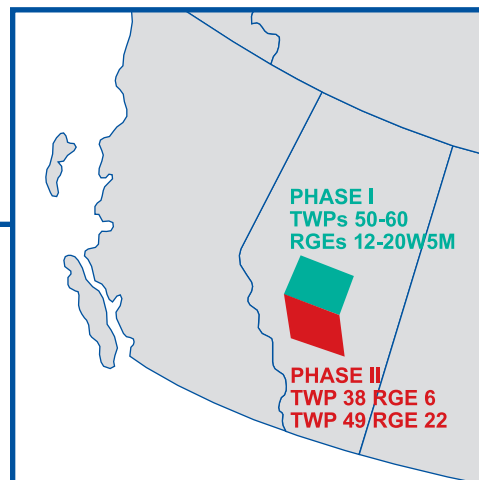 PHASE I
TWPs 50-60
RGEs 12-20W5M
PHASE II
TWP 38 RGE 6
TWP 49 RGE 22